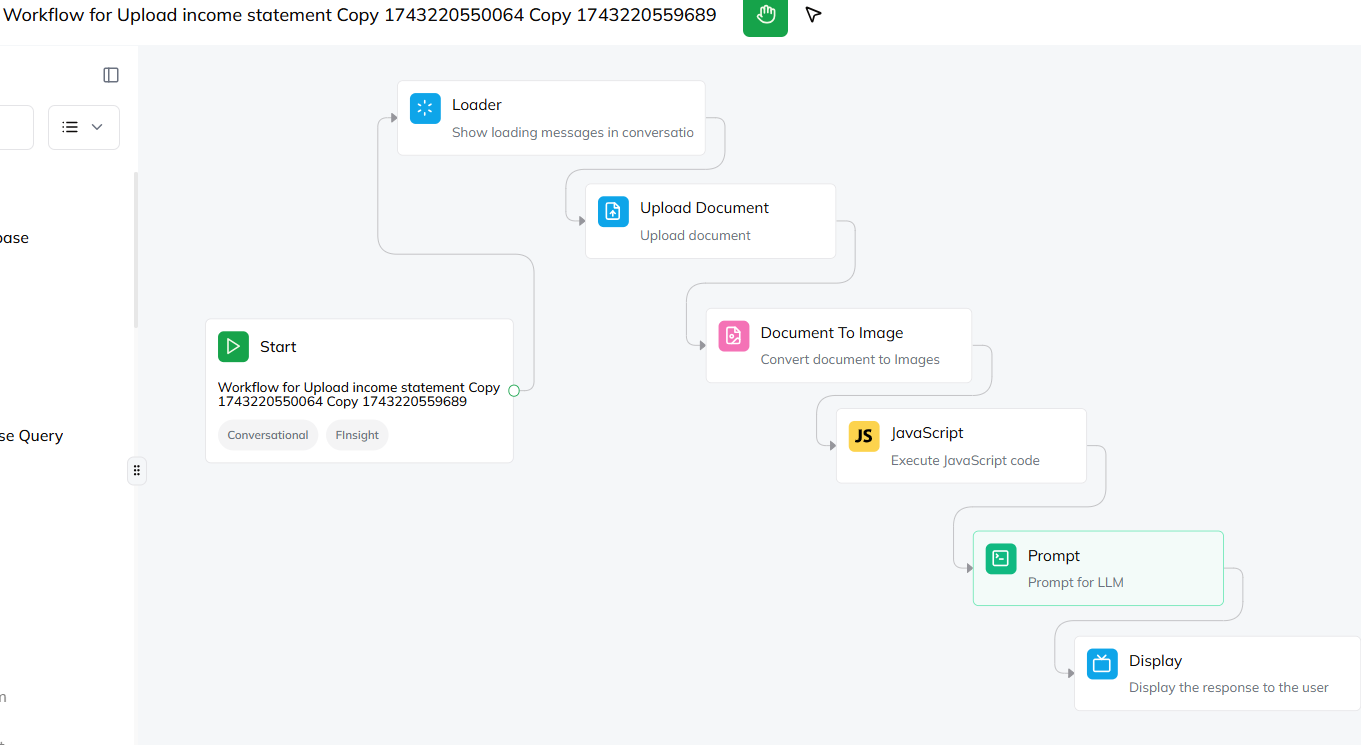 Workflow for Upload income statement Copy 1743220550064 Copy 1743220559689
Loader
Show loading messages in conversatio
Upload Document
Upload document
base
Document To Image
Convert document to Images
Start
Workflow for Upload income statement Copy
1743220550064 Copy 1743220559689
Conversational
FInsight
se Query
JS
JavaScript
Execute JavaScript code
Prompt
Prompt for LLM
Display
Display the response to the user